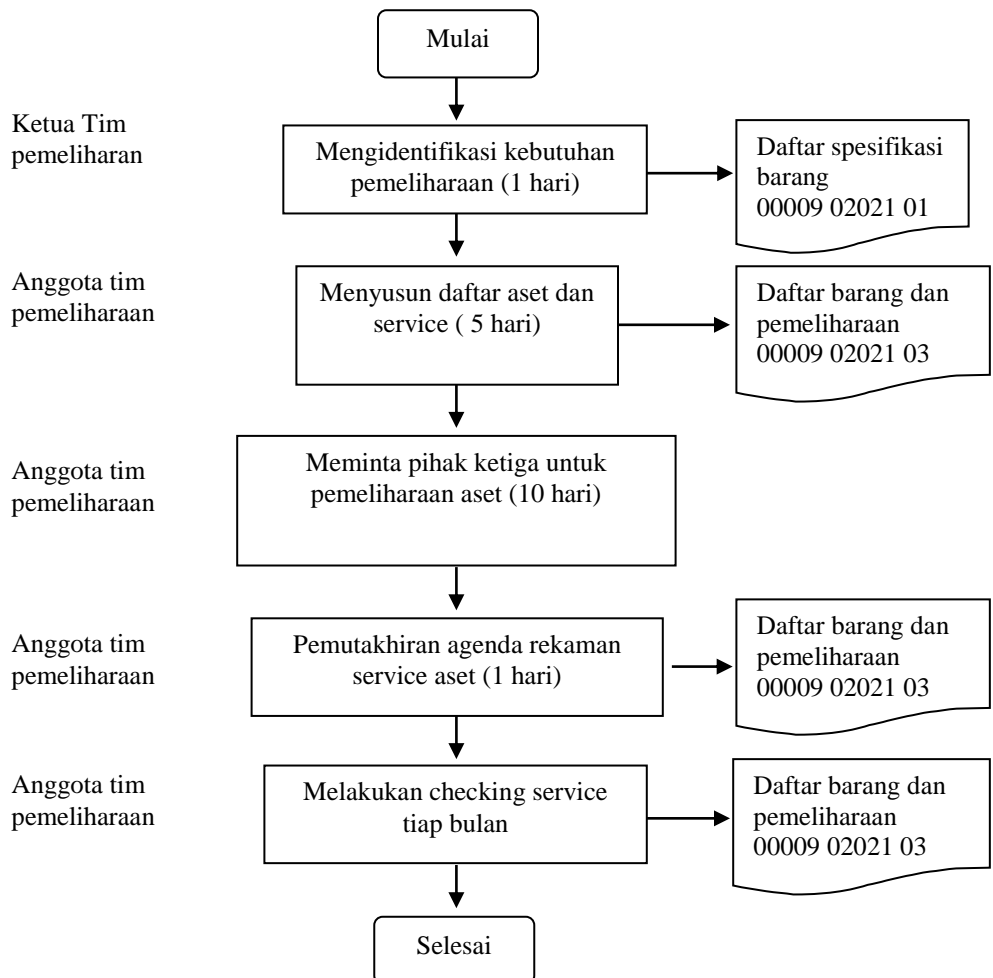 Mulai
Ketua Tim
pemeliharan
Mengidentifikasi kebutuhan
pemeliharaan (1 hari)
Daftar spesifikasi
barang
00009 02021 01
Anggota tim
pemeliharaan
Menyusun daftar aset dan
service ( 5 hari)
Daftar barang dan
pemeliharaan
00009 02021 03
Anggota tim
pemeliharaan
Meminta pihak ketiga untuk
pemeliharaan aset (10 hari)
Anggota tim
pemeliharaan
Pemutakhiran agenda rekaman
service aset (1 hari)
Daftar barang dan
pemeliharaan
00009 02021 03
Anggota tim
pemeliharaan
Melakukan checking service
tiap bulan
Daftar barang dan
pemeliharaan
00009 02021 03
Selesai